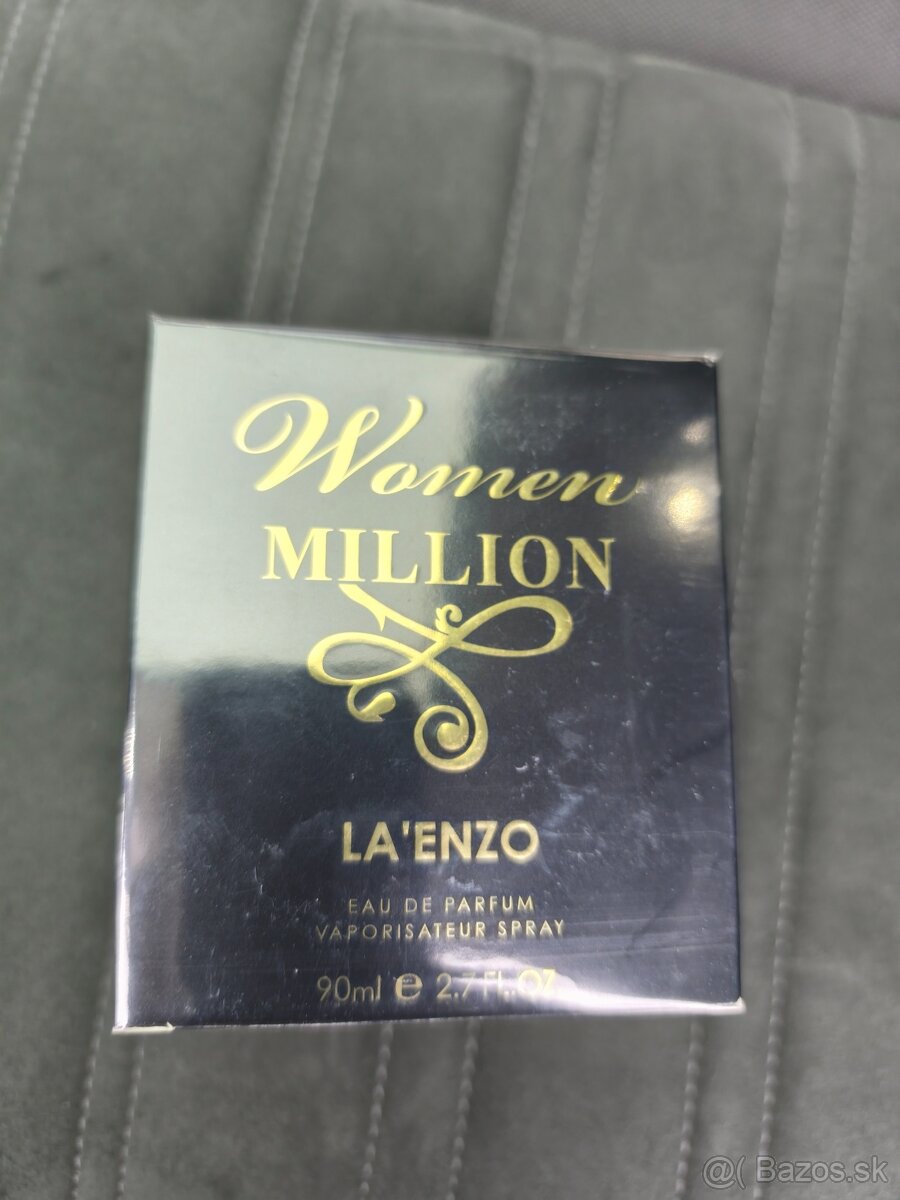 Women
MILLION
LA'ENZO
EAU DE PARFUM
VAPORISATEUR SPRAY
90ml e 2.7 FL.OZ
@( Bazos.sk